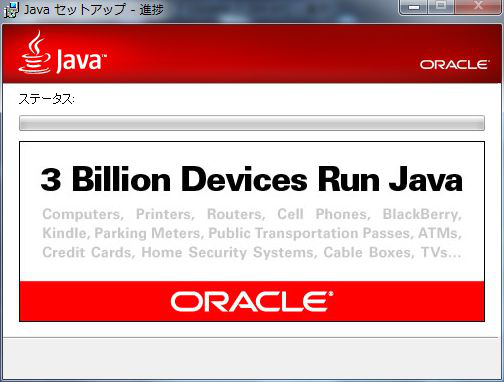 Java セットアップ - 進捗
Java™
ORACLE®
ステータス:
3 Billion Devices Run Java
Computers, Printers, Routers, Cell Phones, BlackBerry,
Kindle, Parking Meters, Public Transportation Passes, ATMs,
Credit Cards, Home Security Systems, Cable Boxes, TVs...
ORACLE®